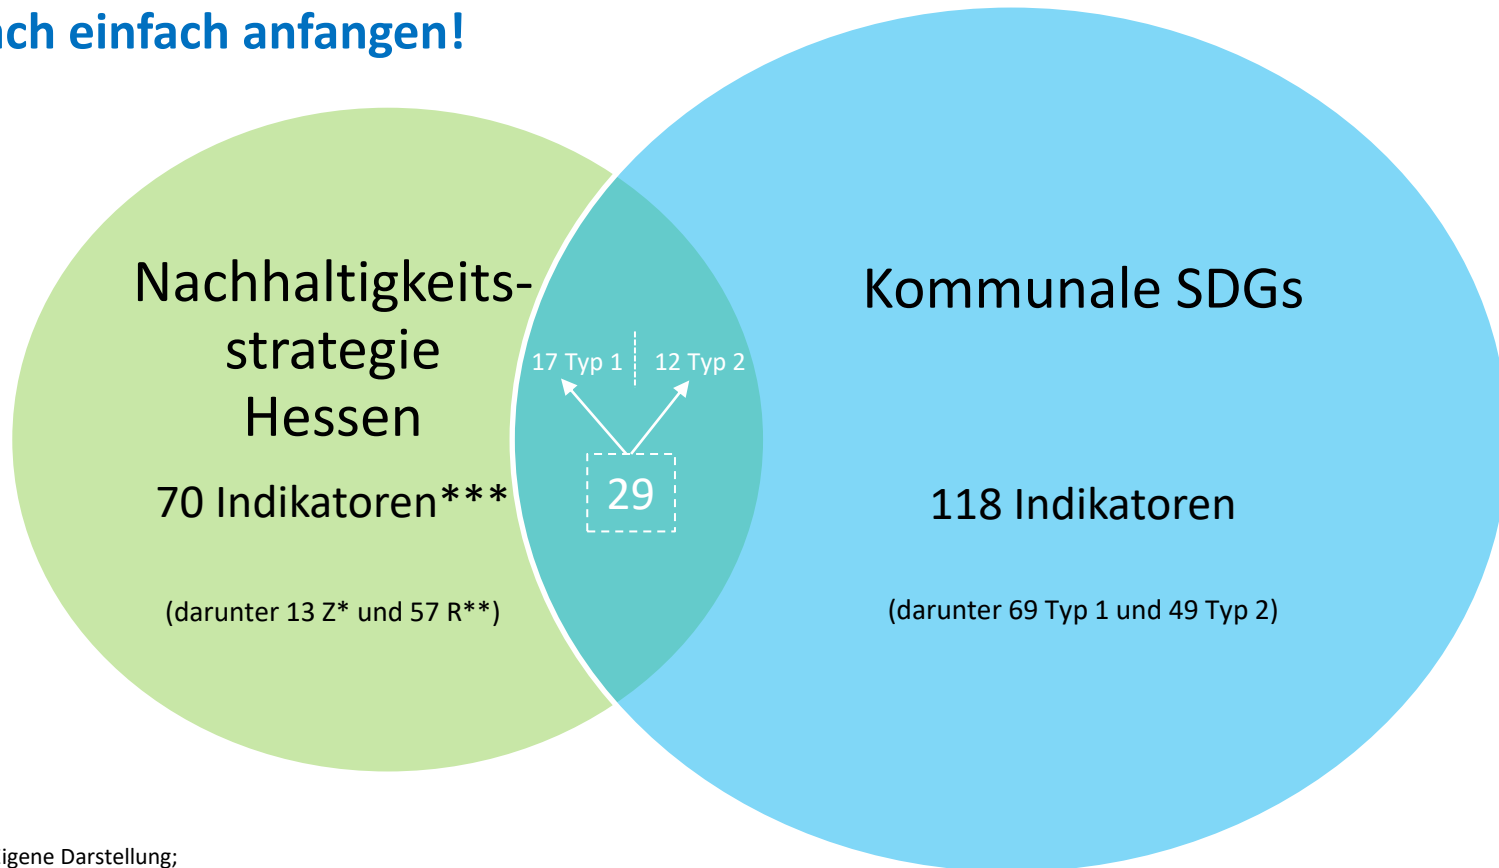 ch einfach anfangen!
Nachhaltigkeits-
strategie
Hessen
70 Indikatoren***
(darunter 13 Z* und 57 R**)
17 Typ 1
12 Typ 2
29
Kommunale SDGs
118 Indikatoren
(darunter 69 Typ 1 und 49 Typ 2)
igene Darstellung;